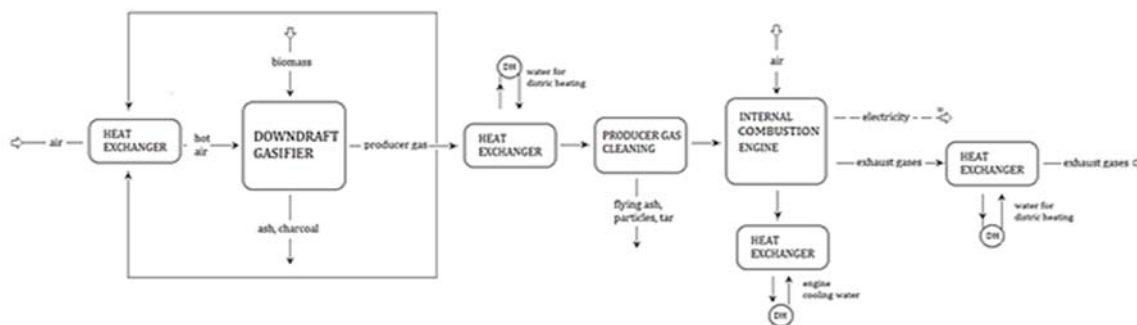 biomass
air
HEAT
EXCHANGER
hot
air
DOWNDRAFT
GASIFIER
producer gas
ash, charcoal
DH
water for
distric heating
HEAT
EXCHANGER
PRODUCER GAS
CLEANING
flying ash,
particles, tar
air
INTERNAL
COMBUSTION
ENGINE
electricity
exhaust gases
HEAT
EXCHANGER
exhaust gases
water for
distric heating
DH
HEAT
EXCHANGER
engine
cooling water
DH